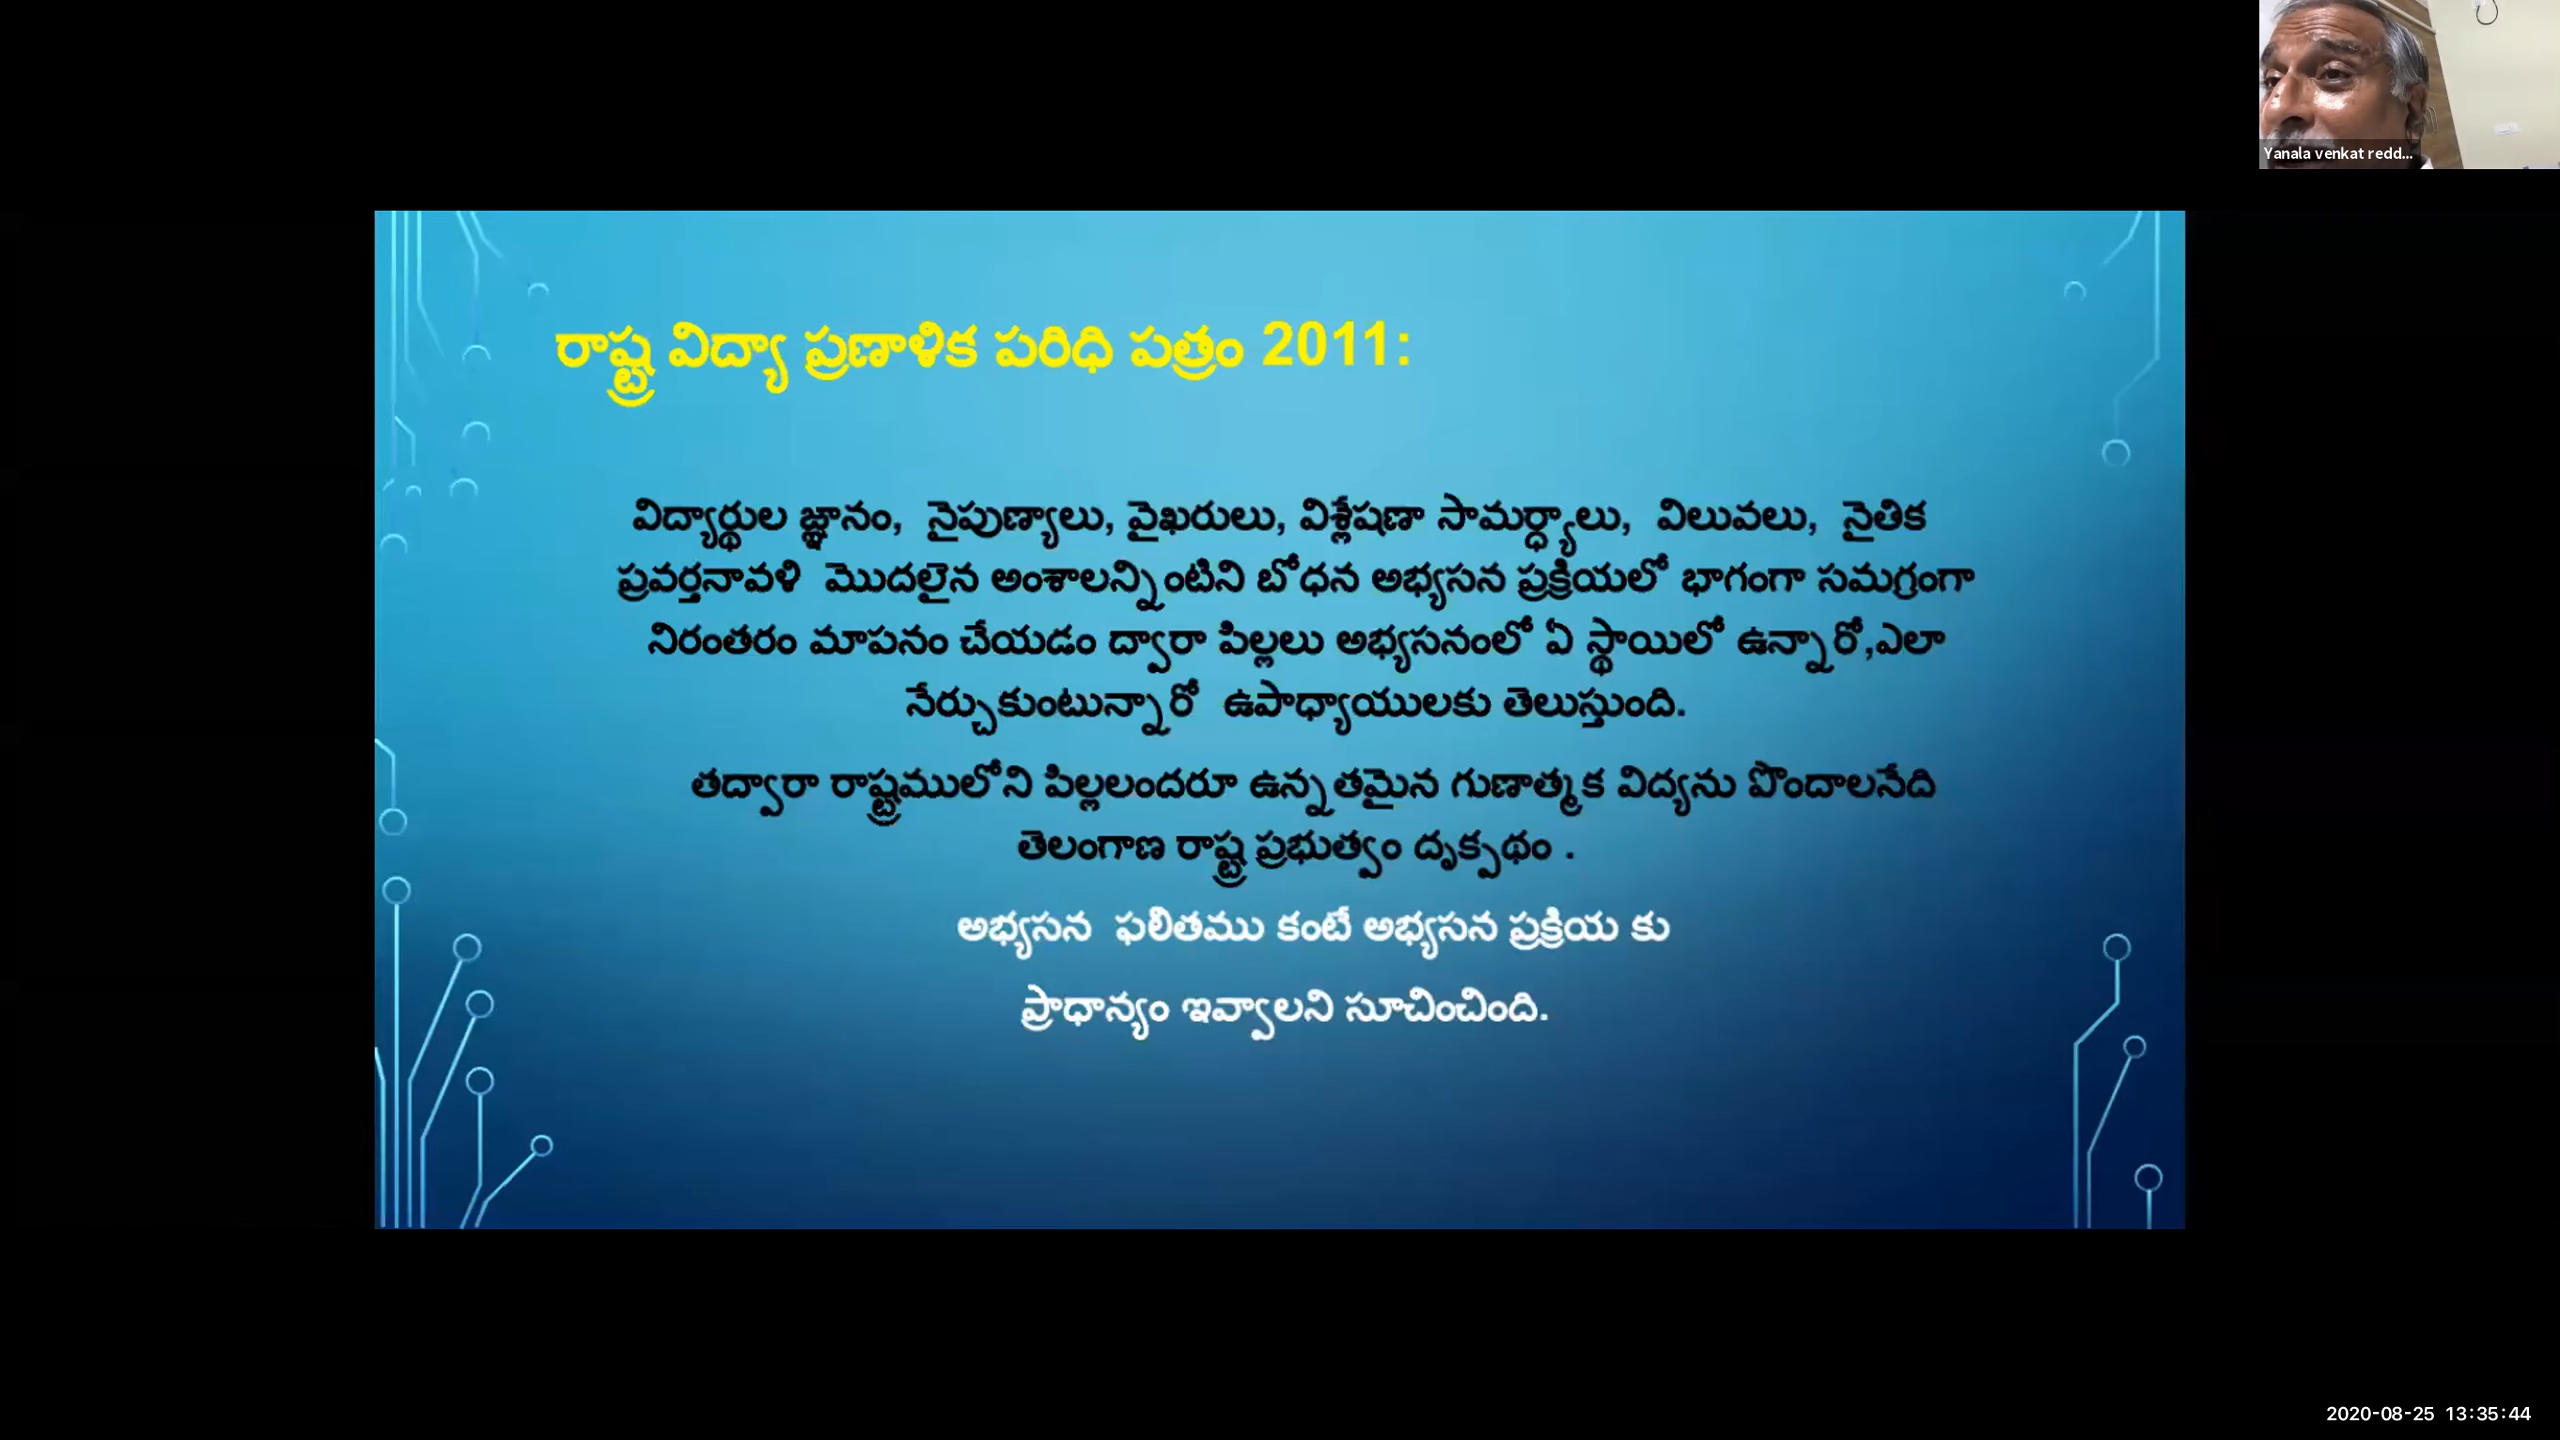 Yanala venkat redd...
రాష్ట్ర విద్యా ప్రణాళిక పరిధి పత్రం 2011:
విద్యార్థుల జ్ఞానం, నైపుణ్యాలు, వైఖరులు, విశ్లేషణా సామర్థ్యాలు, విలువలు, నైతిక
ప్రవర్తనావళి మొదలైన అంశాలన్నింటిని బోధన అభ్యసన ప్రక్రియలో భాగంగా సమగ్రంగా
నిరంతరం మాపనం చేయడం ద్వారా పిల్లలు అభ్యసనంలో ఏ స్థాయిలో ఉన్నారో,ఎలా
నేర్చుకుంటున్నారో ఉపాధ్యాయులకు తెలుస్తుంది.
తద్వారా రాష్ట్రములోని పిల్లలందరూ ఉన్నతమైన గుణాత్మక విద్యను పొందాలనేది
తెలంగాణ రాష్ట్ర ప్రభుత్వం దృక్పథం .
అభ్యసన ఫలితము కంటే అభ్యసన ప్రక్రియ కు
ప్రాధాన్యం ఇవ్వాలని సూచించింది.
2020-08-25 13:35:44